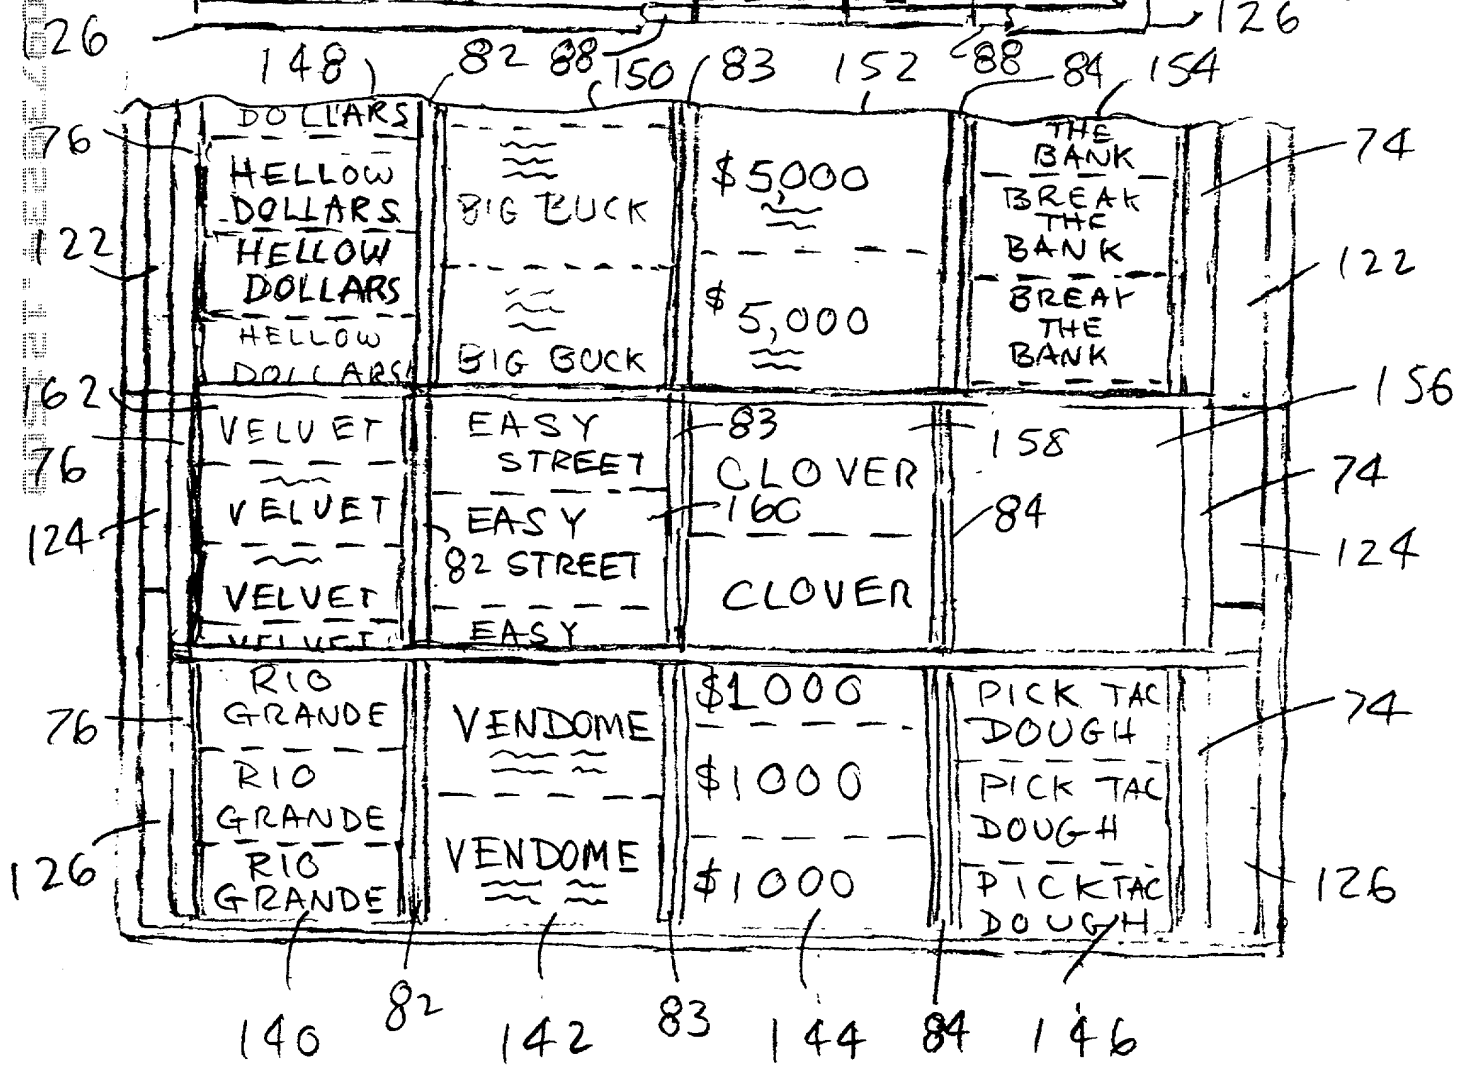 126
126
148 82 88 150 83 152 88 84 154
76
DOLLARS
HELLOW
DOLLARS
HELLOW
DOLLARS
HELLOW
DOLLARS
BIG BUCK
BIG BUCK
$5,000
$5,000
THE
BANK
BREAK
THE
BANK
BREAK
THE
BANK
74
122
122
162
156
76
VELVET
VELVET
VELVET
VELVET
EASY
STREET
EASY
82 STREET
EASY
83
CLOVER
160
CLOVER
158
84
74
124
124
76
RIO
GRANDE
RIO
GRANDE
RIO
GRANDE
VENDOME
VENDOME
$1000
$1000
$1000
PICK TAC
DOUGH
PICK TAC
DOUGH
PICK TAC
DOUGH
74
126
126
140 82 142 83 144 84 146